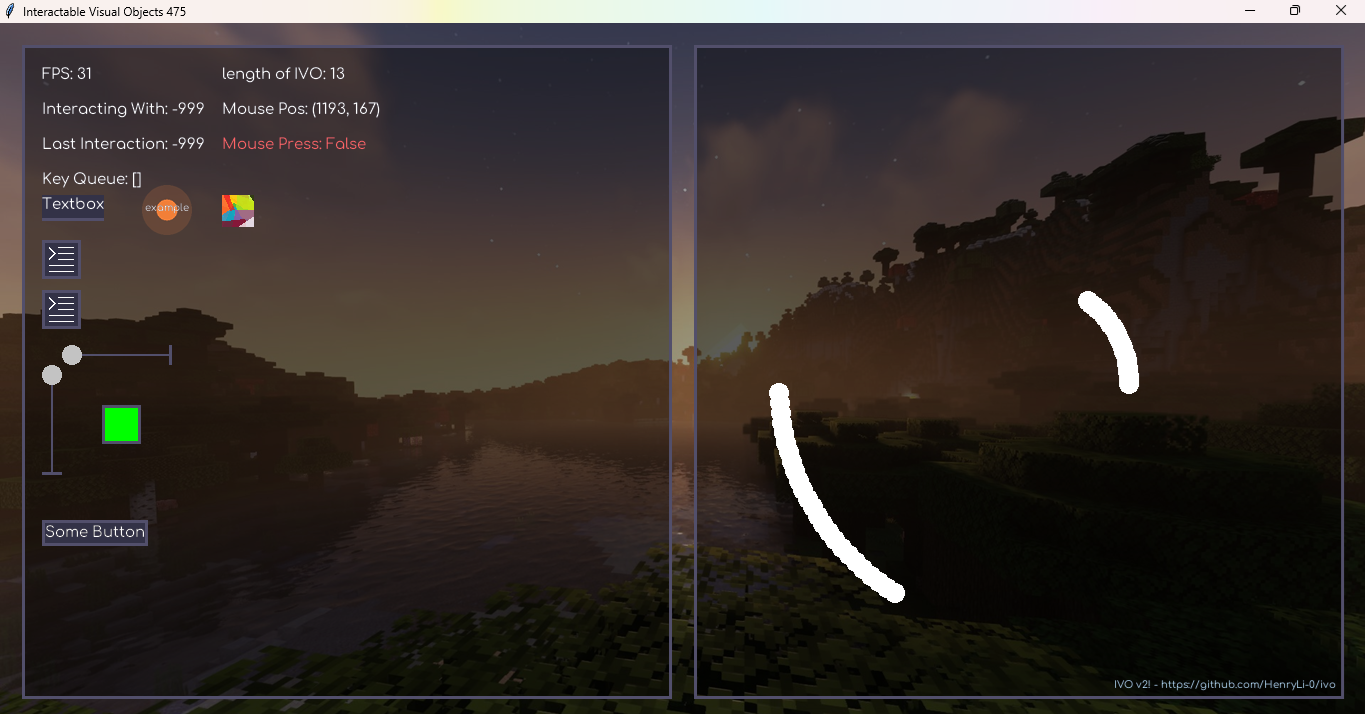 Interactable Visual Objects 475
FPS: 31
length of IVO: 13
Interacting With: -999
Mouse Pos: (1193, 167)
Last Interaction: -999
Mouse Press: False
Key Queue: []
Textbox
example
Some Button
IVO v2! - https://github.com/HenryLi-0/ivo